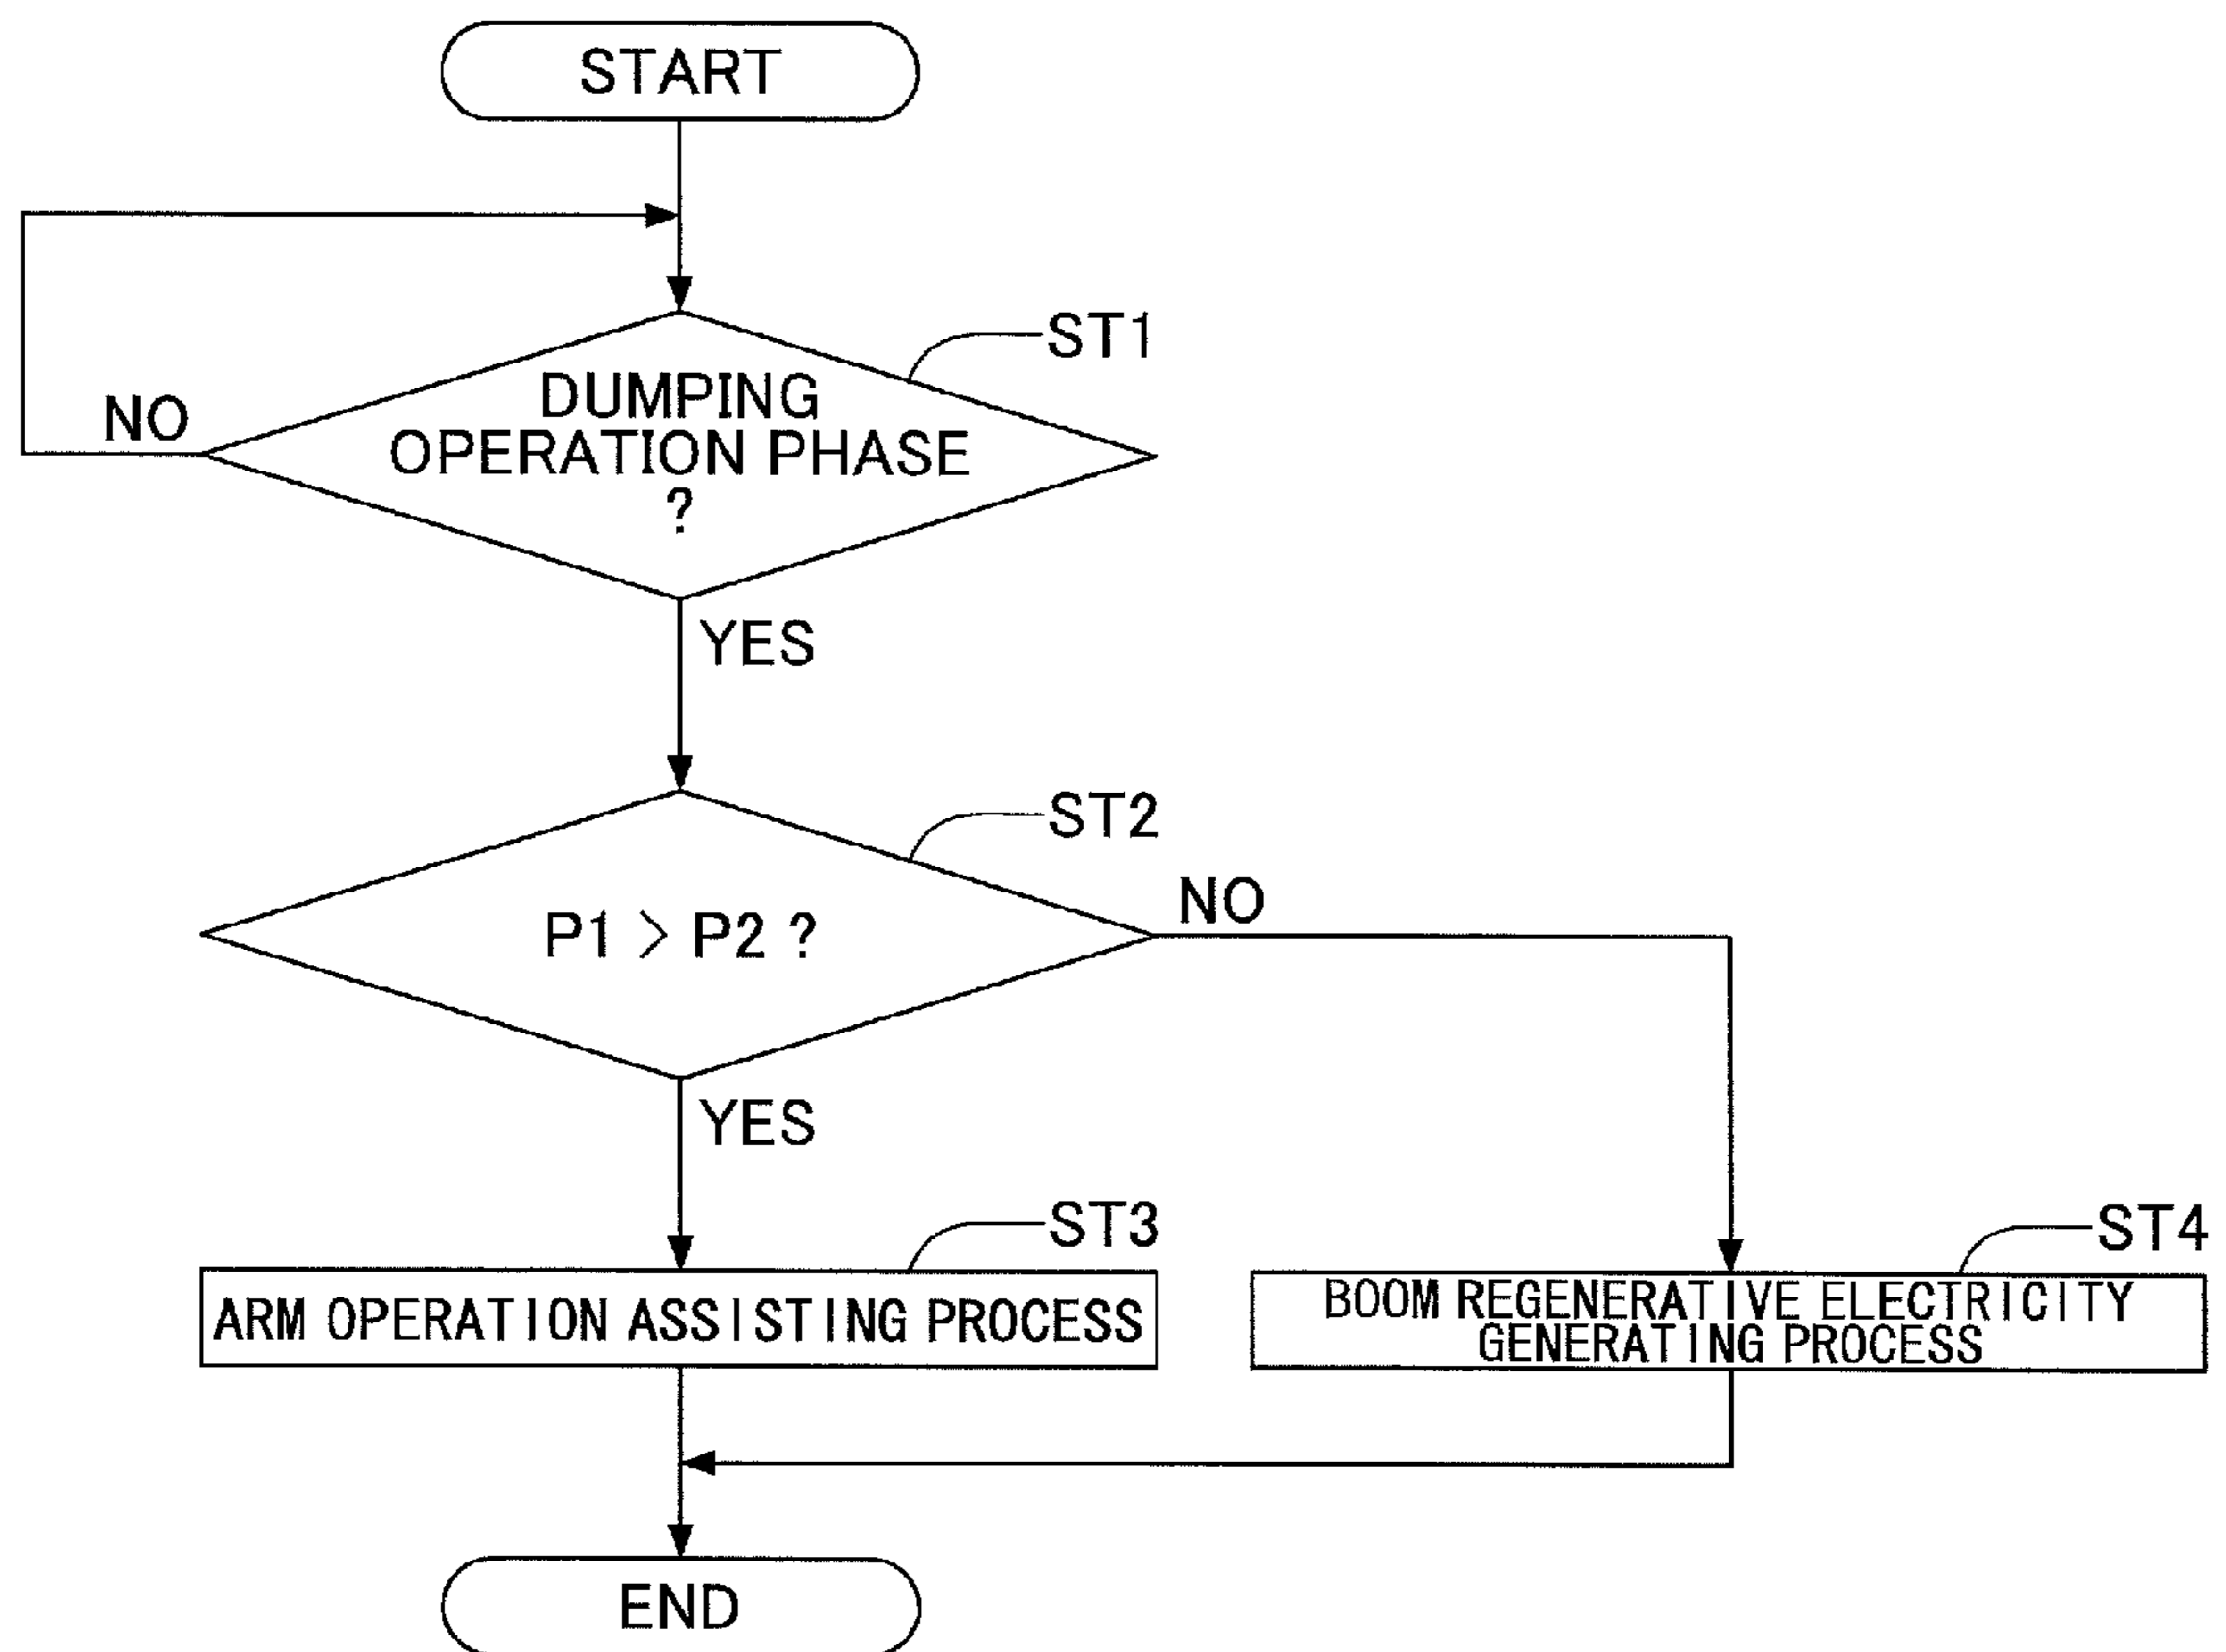 START
ST1
NO
DUMPING
OPERATION PHASE
?
YES
ST2
P1 > P2 ?
NO
YES
ST3
ARM OPERATION ASSISTING PROCESS
ST4
BOOM REGENERATIVE ELECTRICITY
GENERATING PROCESS
END